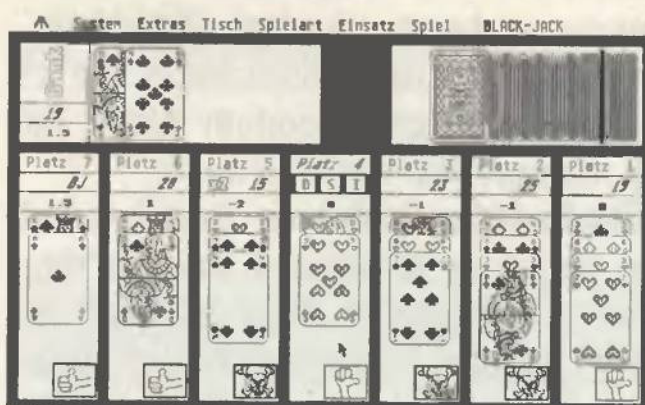 System Extras Tisch Spielart Einsatz Spiel BLACK-JACK
Bank
19
1.5
Platz 7 Platz 6 Platz 5 Platz 4 Platz 3 Platz 2 Platz 1
BJ 20 x2 15 D S I 23 25 19
1.5 1 -2 0 -1 -1 0